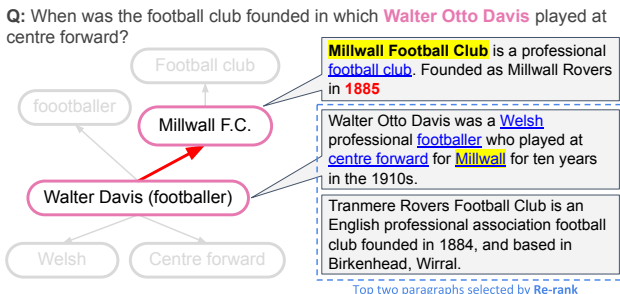 Q: When was the football club founded in which Walter Otto Davis played at
centre forward?
Football club
foootballer
Millwall F.C.
Walter Davis (footballer)
Welsh
Centre forward
Millwall Football Club is a professional
football club. Founded as Millwall Rovers
in 1885
Walter Otto Davis was a Welsh
professional footballer who played at
centre forward for Millwall for ten years
in the 1910s.
Tranmere Rovers Football Club is an
English professional association football
club founded in 1884, and based in
Birkenhead, Wirral.
Top two paragraphs selected by Re-rank